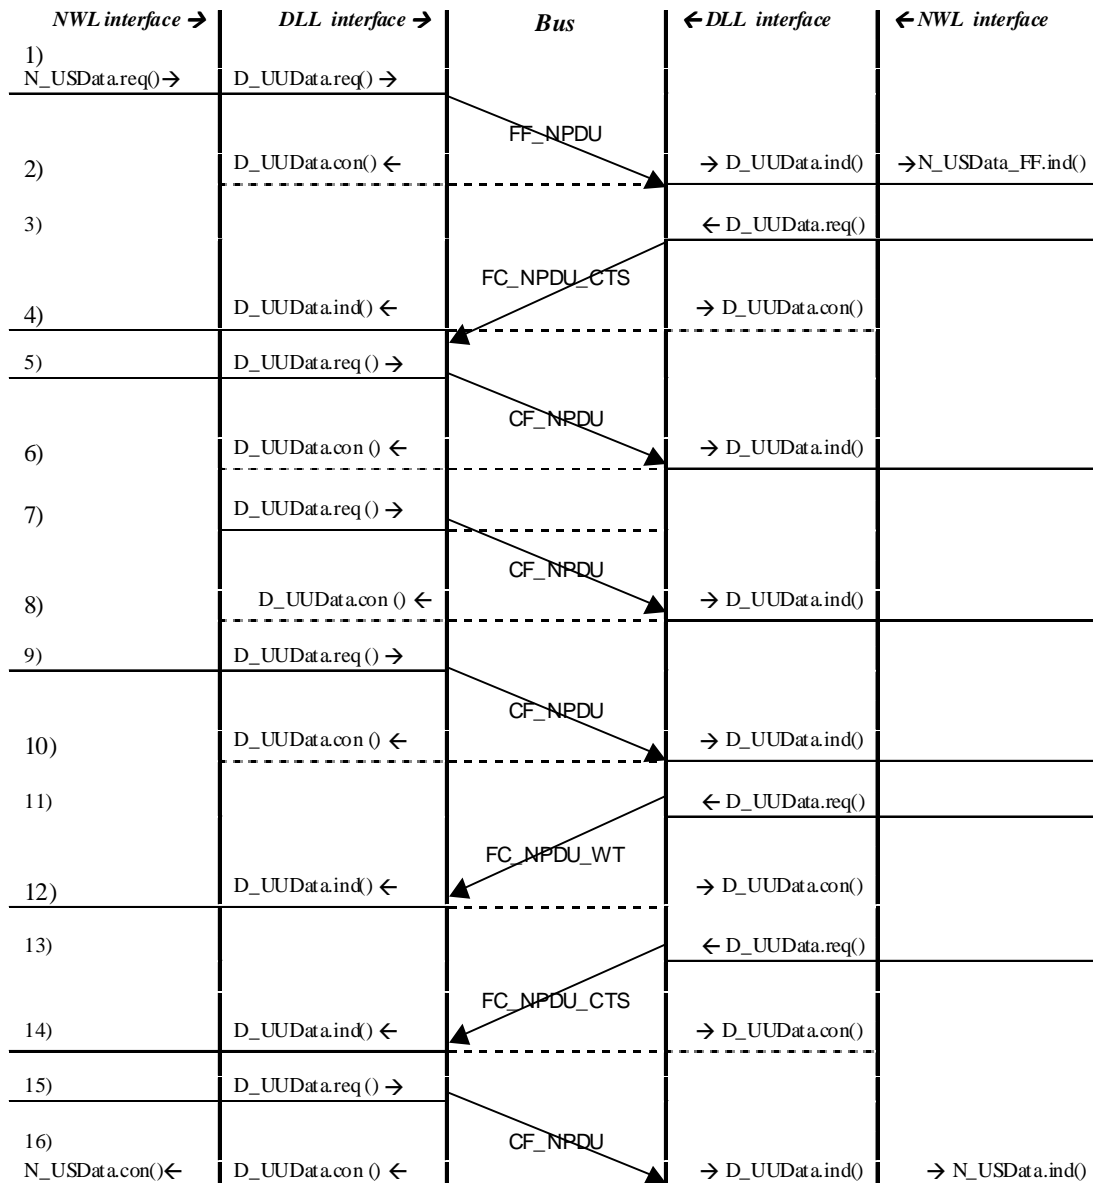 NWL interface → DLL interface → Bus ← DLL interface ← NWL interface
1)
N_USData.req()→ D_UUData.req() →
FF_NPDU
2) D_UUData.con() ← → D_UUData.ind() →N_USData_FF.ind()
3) ← D_UUData.req()
FC_NPDU_CTS
4) D_UUData.ind() ← → D_UUData.con()
5) D_UUData.req () →
CF_NPDU
6) D_UUData.con () ← → D_UUData.ind()
7) D_UUData.req () →
CF_NPDU
8) D_UUData.con () ← → D_UUData.ind()
9) D_UUData.req () →
CF_NPDU
10) D_UUData.con () ← → D_UUData.ind()
11) ← D_UUData.req()
FC_NPDU_WT
12) D_UUData.ind() ← → D_UUData.con()
13) ← D_UUData.req()
FC_NPDU_CTS
14) D_UUData.ind() ← → D_UUData.con()
15) D_UUData.req () →
16) CF_NPDU
N_USData.con()← D_UUData.con () ← → D_UUData.ind() → N_USData.ind()